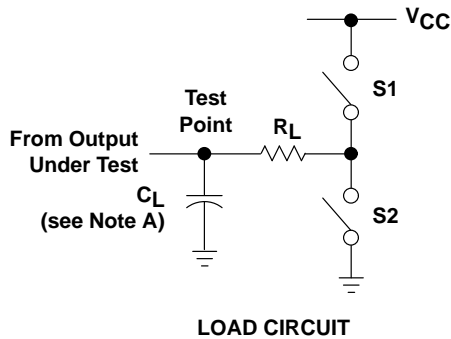 VCC
S1
Test
Point
RL
From Output
Under Test
CL
(see Note A)
S2
LOAD CIRCUIT